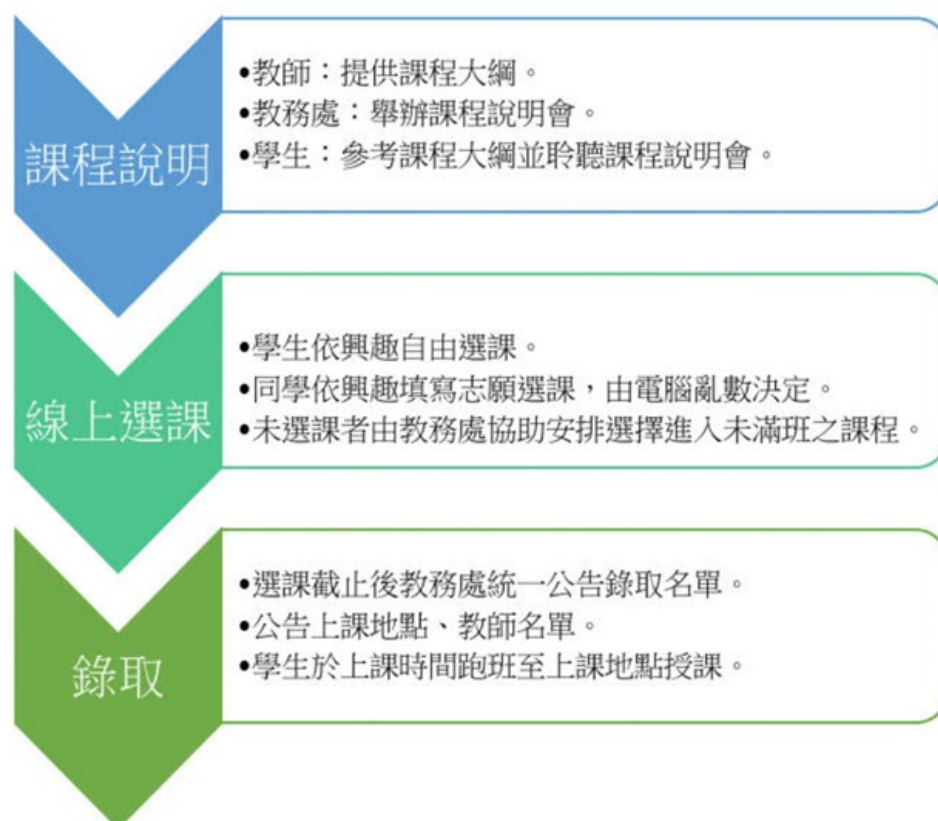 課程說明
•教師：提供課程大綱。
•教務處：舉辦課程說明會。
•學生：參考課程大綱並聆聽課程說明會。
線上選課
•學生依興趣自由選課。
•同學依興趣填寫志願選課，由電腦亂數決定。
•未選課者由教務處協助安排選擇進入未滿班之課程。
錄取
•選課截止後教務處統一公告錄取名單。
•公告上課地點、教師名單。
•學生於上課時間跑班至上課地點授課。